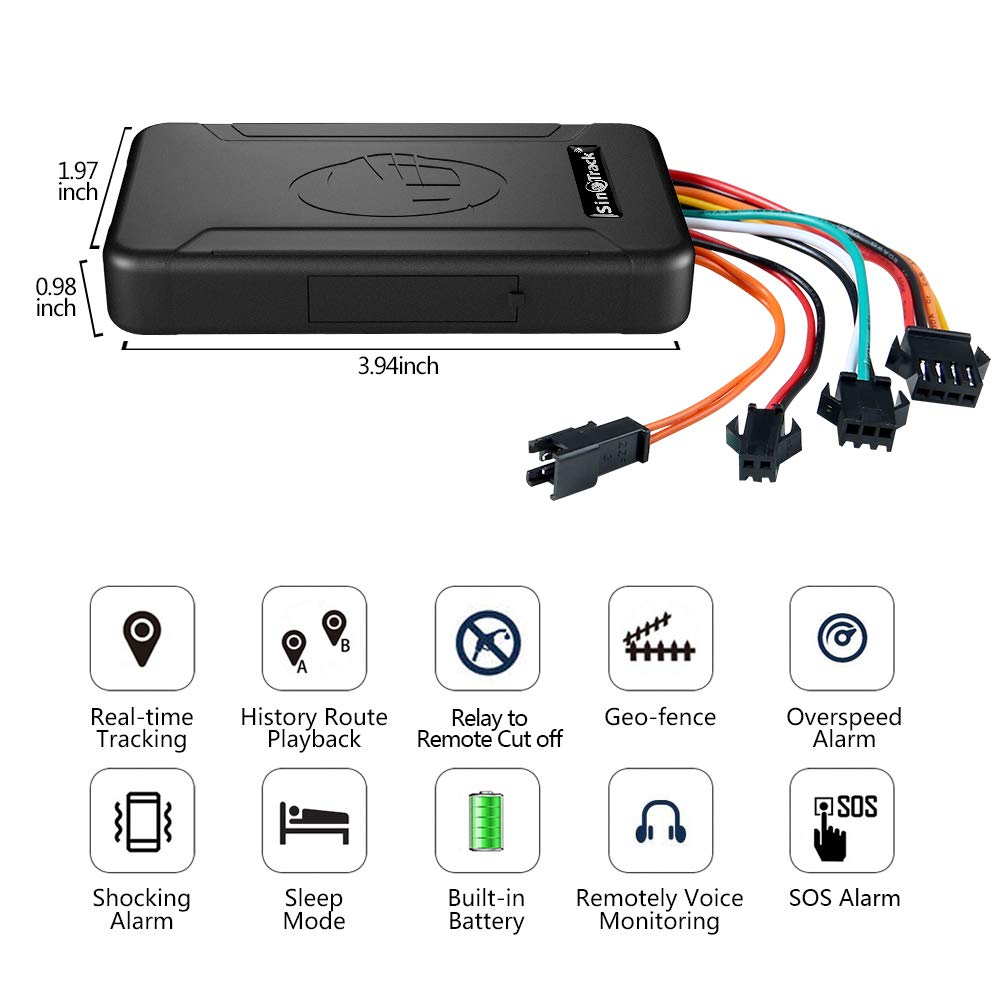 1.97
inch
0.98
inch
3.94inch
SinoTrack
A
B
Real-time
Tracking
History Route
Playback
Relay to
Remote Cut off
Geo-fence
Overspeed
Alarm
SOS
Shocking
Alarm
Sleep
Mode
Built-in
Battery
Remotely Voice
Monitoring
SOS Alarm